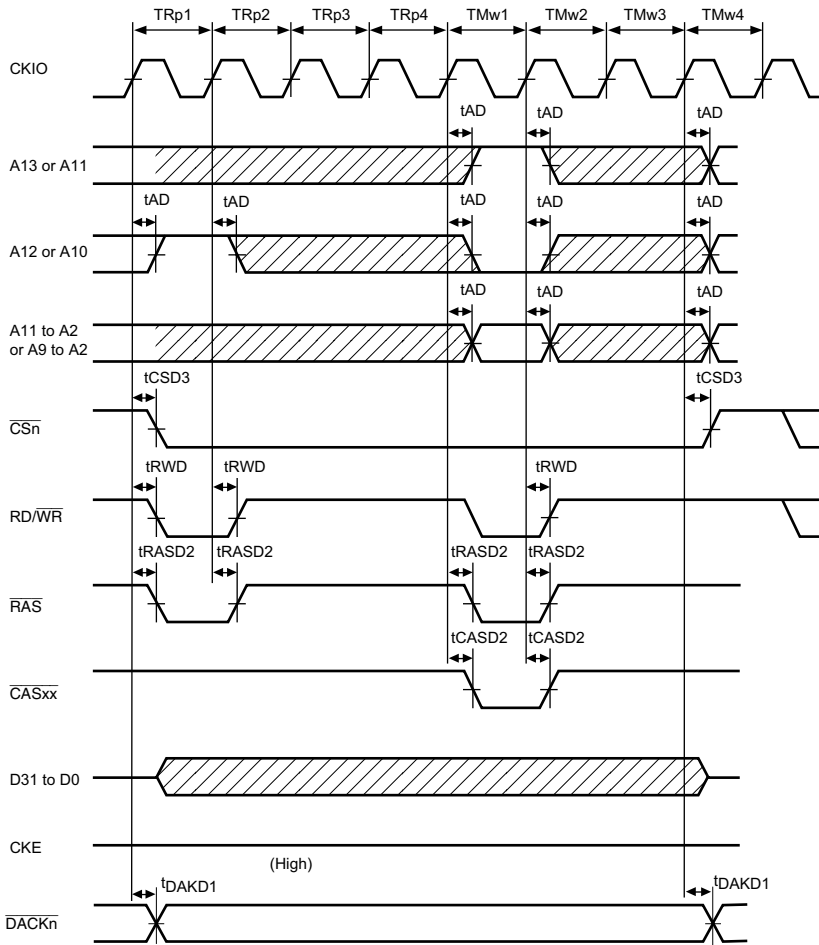 TRp1 TRp2 TRp3 TRp4 TMw1 TMw2 TMw3 TMw4
CKIO
tAD tAD tAD
A13 or A11
tAD tAD tAD tAD tAD
A12 or A10
tAD tAD tAD
A11 to A2
or A9 to A2
tCSD3 tCSD3
CSn
tRWD tRWD tRWD
RD/WR
tRASD2 tRASD2 tRASD2 tRASD2
RAS
tCASD2 tCASD2
CASxx
D31 to D0
CKE
(High)
tDAKD1 tDAKD1
DACKn